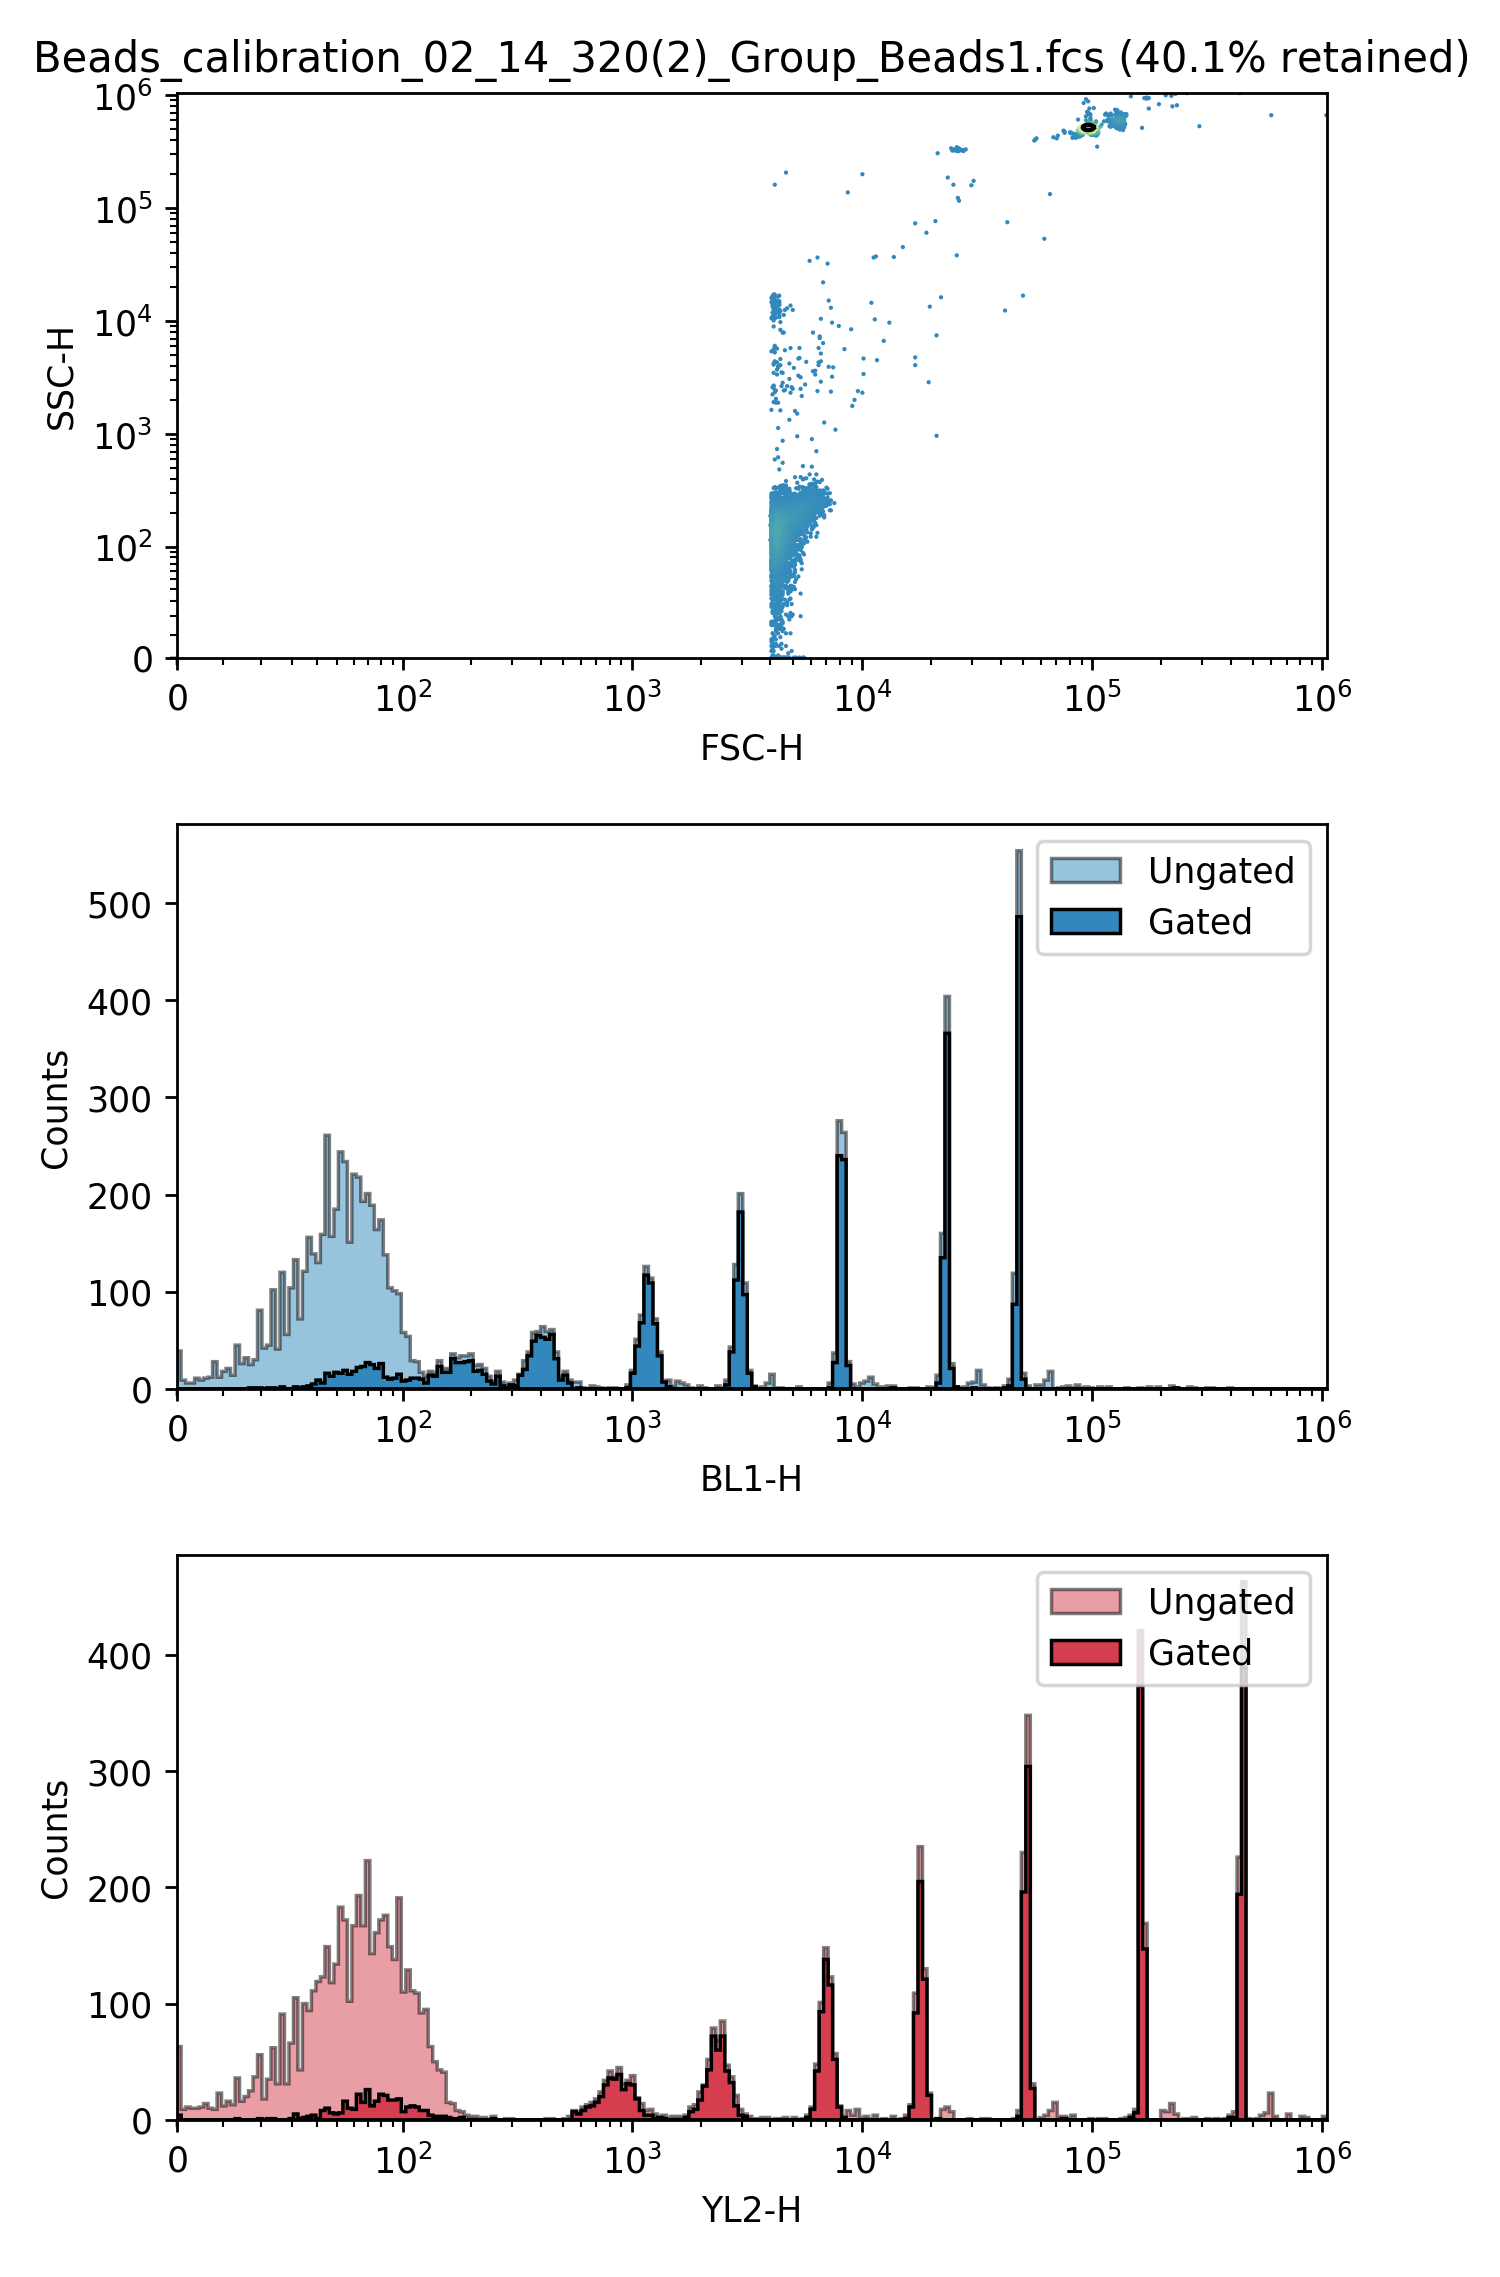 Beads_calibration_02_14_320(2)_Group_Beads1.fcs (40.1% retained)
10^6
10^5
10^4
10^3
10^2
0
SSC-H
0 10^2 10^3 10^4 10^5 10^6
FSC-H
500
400
300
200
100
0
Counts
Ungated
Gated
0 10^2 10^3 10^4 10^5 10^6
BL1-H
400
300
200
100
0
Counts
Ungated
Gated
0 10^2 10^3 10^4 10^5 10^6
YL2-H